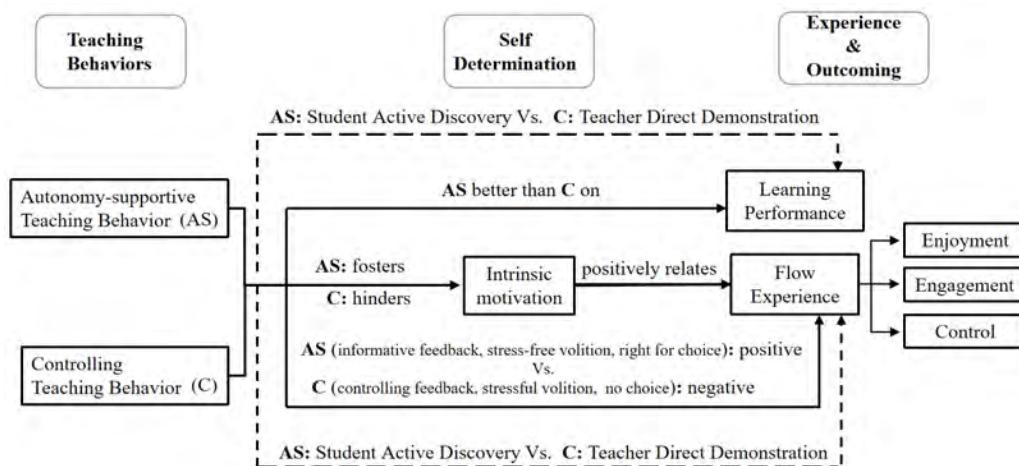 Teaching
Behaviors
Self
Determination
Experience
&
Outcoming
AS: Student Active Discovery Vs. C: Teacher Direct Demonstration
Autonomy-supportive
Teaching Behavior (AS)
AS better than C on
Learning
Performance
Enjoyment
AS: fosters
C: hinders
Intrinsic
motivation
positively relates
Flow
Experience
Engagement
Control
AS (informative feedback, stress-free volition, right for choice): positive
Vs.
C (controlling feedback, stressful volition, no choice): negative
Controlling
Teaching Behavior (C)
AS: Student Active Discovery Vs. C: Teacher Direct Demonstration